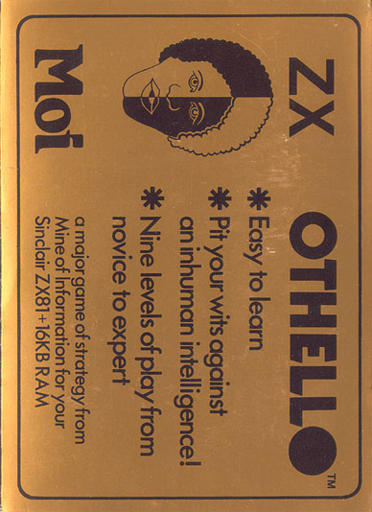 ZX OTHELLO™
* Easy to learn
* Pit your wits against
an inhuman intelligence!
* Nine levels of play from
novice to expert
Moi
a major game of strategy from
Mine of Information for your
Sinclair ZX81+16KB RAM